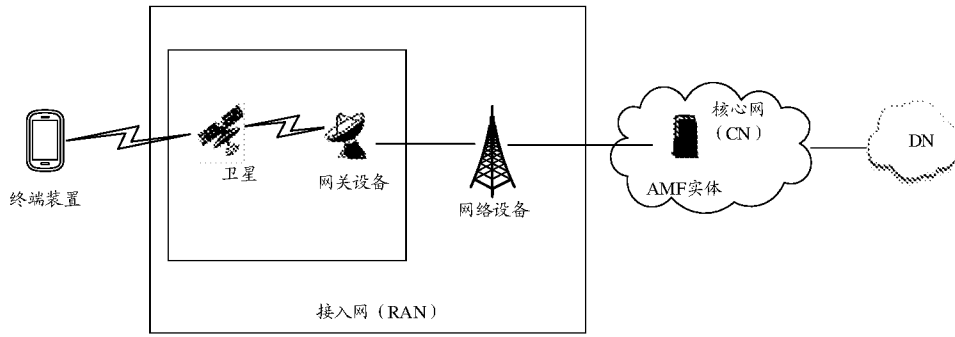 终端装置
卫星
网关设备
网络设备
接入网（RAN）
核心网
（CN）
AMF实体
DN